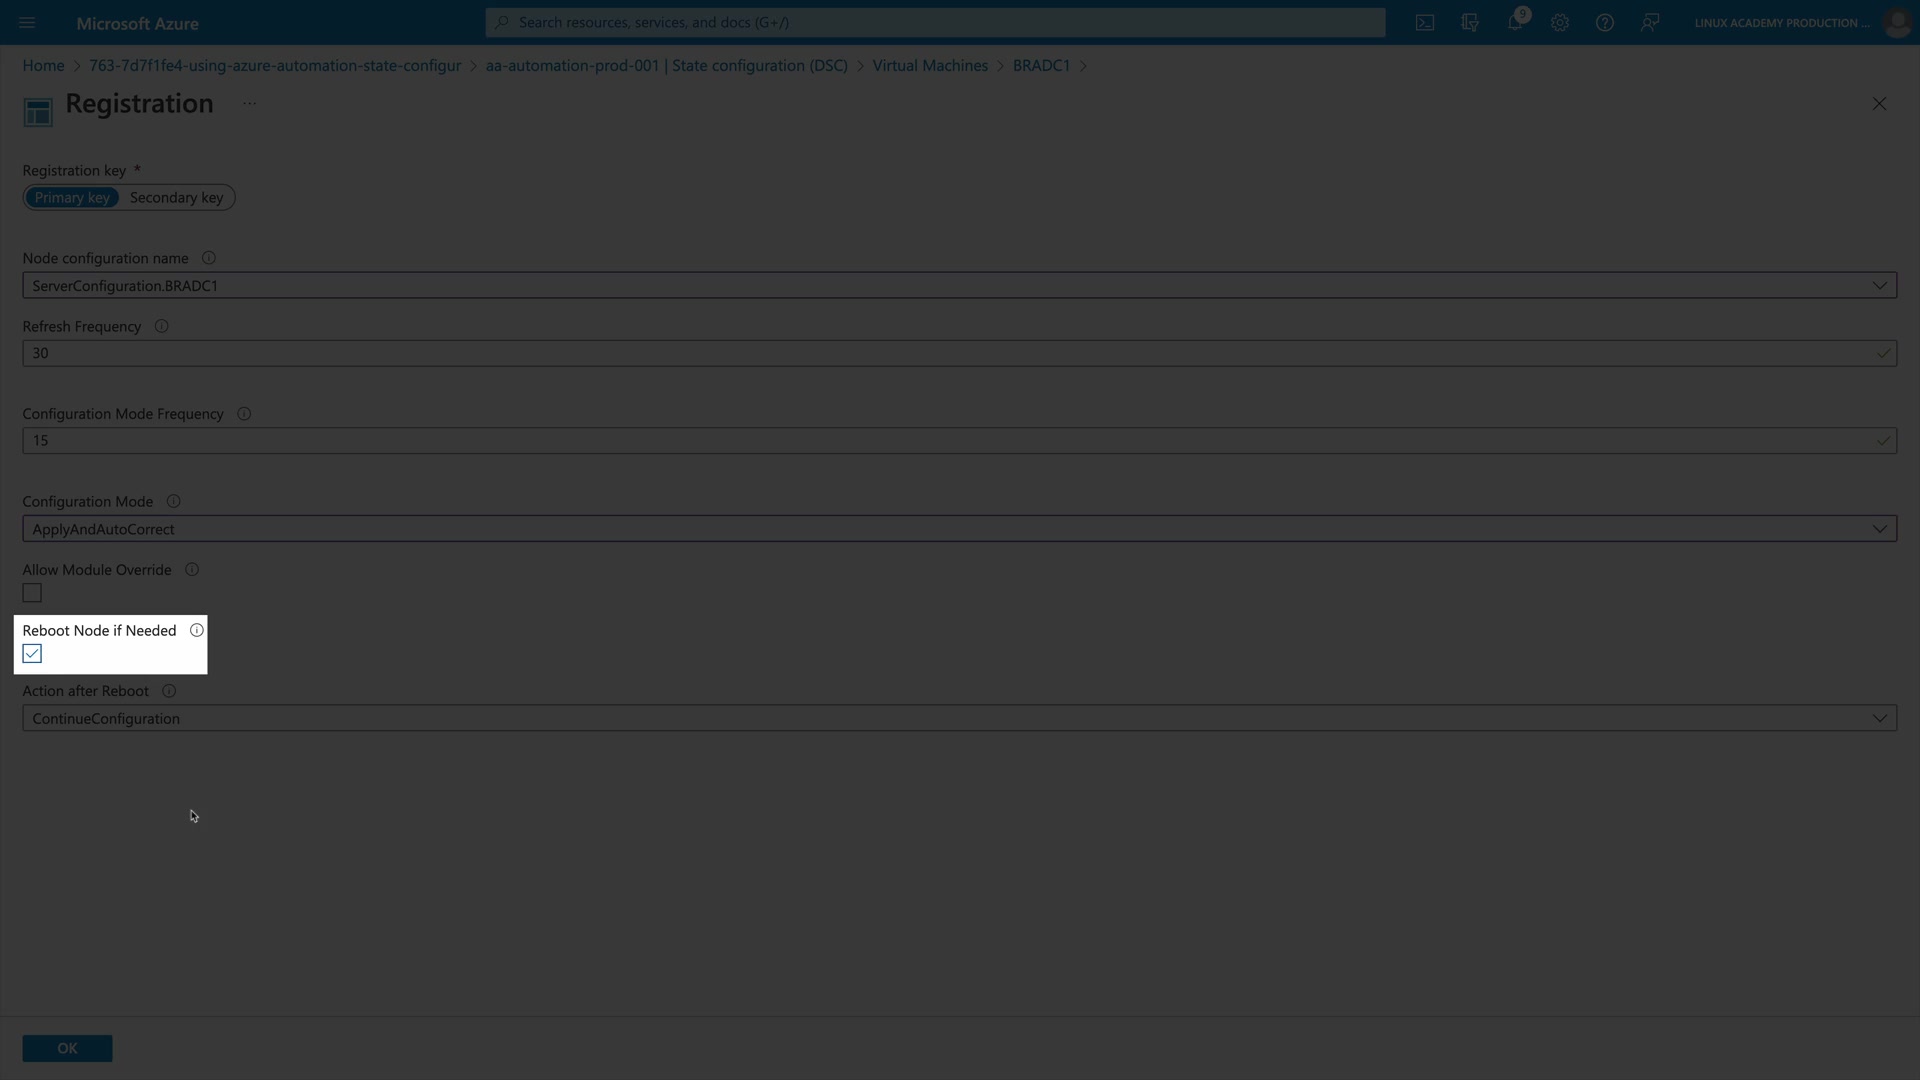 Microsoft Azure
Search resources, services, and docs (G+/)
9
LINUX ACADEMY PRODUCTION ...
Home > 763-7d7f1fe4-using-azure-automation-state-configur > aa-automation-prod-001 | State configuration (DSC) > Virtual Machines > BRADC1 >
Registration ...
Registration key *
Primary key Secondary key
Node configuration name
ServerConfiguration.BRADC1
Refresh Frequency
30
Configuration Mode Frequency
15
Configuration Mode
ApplyAndAutoCorrect
Allow Module Override
Reboot Node if Needed
Action after Reboot
ContinueConfiguration
OK